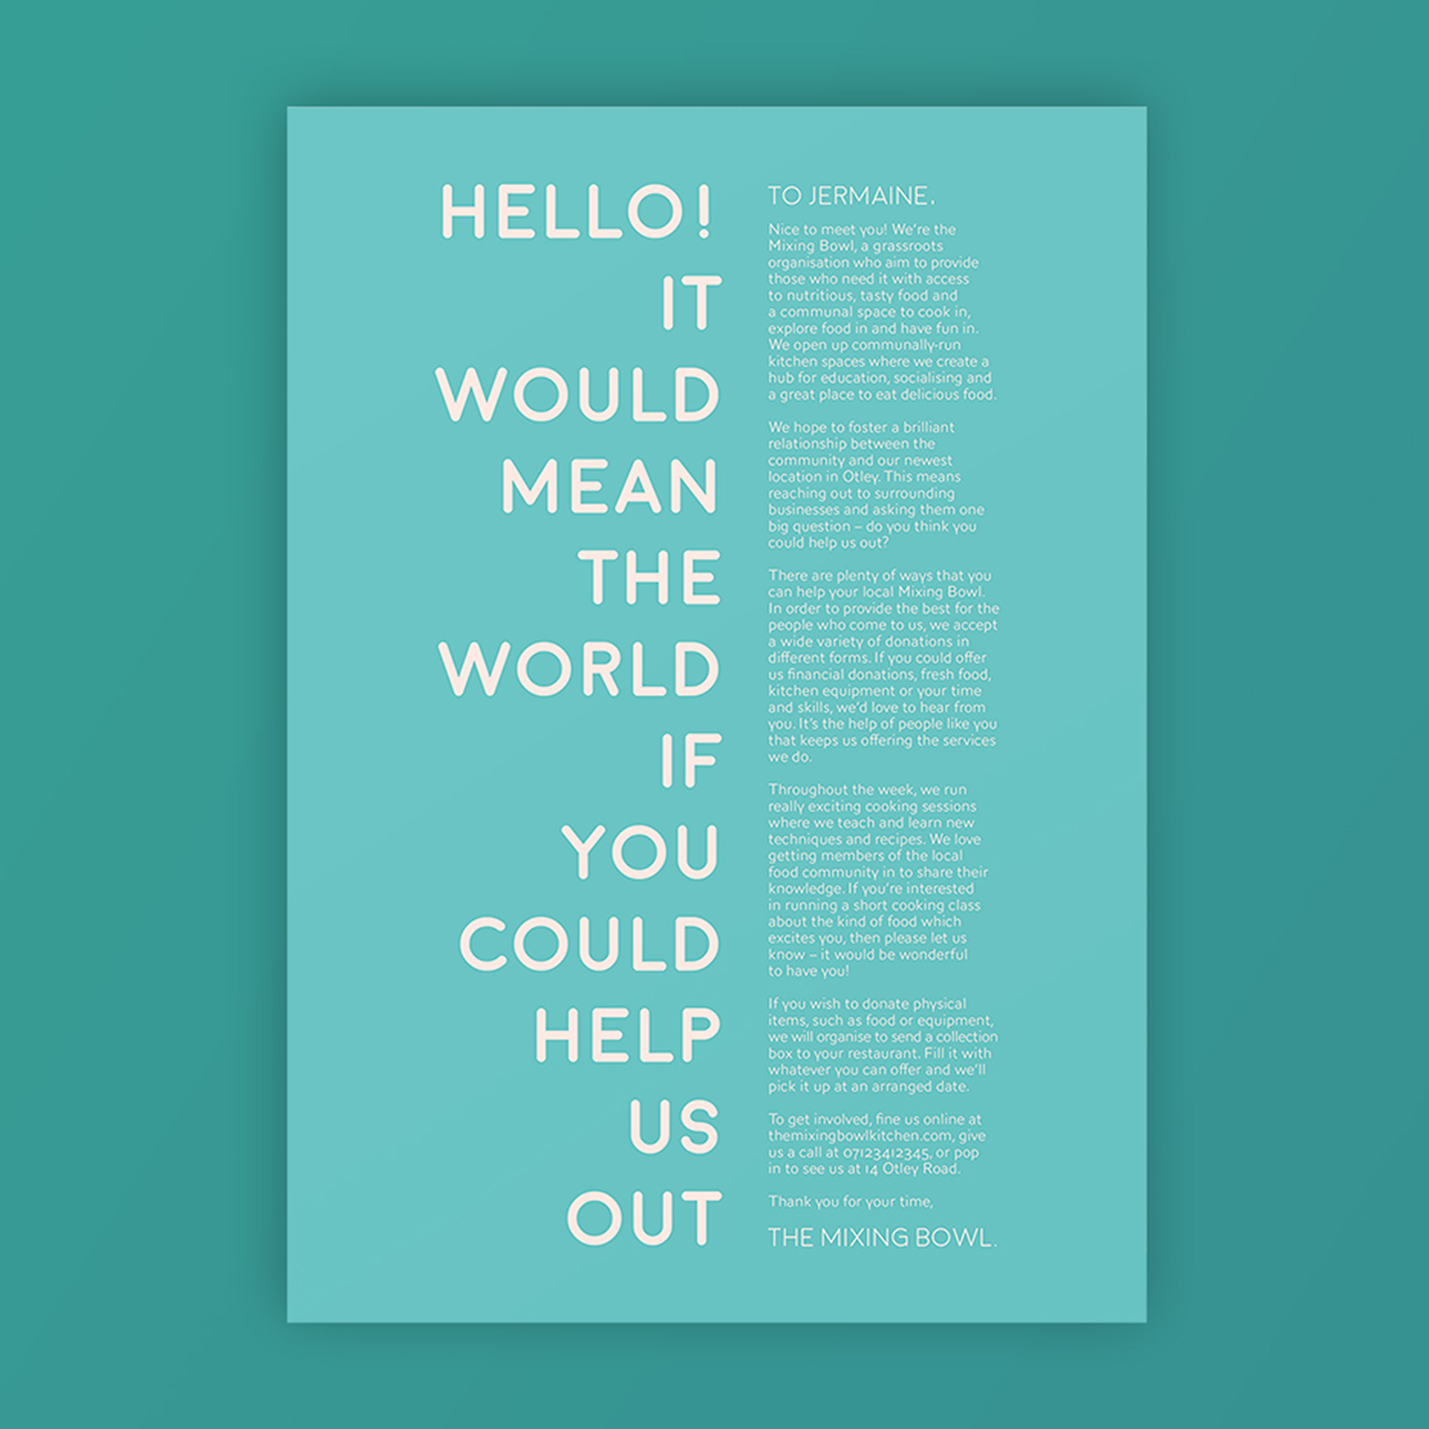 HELLO!
IT
WOULD
MEAN
THE
WORLD
IF
YOU
COULD
HELP
US
OUT
TO JERMAINE.
Nice to meet you! We're the
Mixing Bowl, a grassroots
organisation who aim to provide
those who need it with access
to nutritious, tasty food and
a communal space to cook in,
explore food in and have fun in.
We open up communally-run
kitchen spaces where we create a
hub for education, socialising and
a great place to eat delicious food.
We hope to foster a brilliant
relationship between the
community and our newest
location in Otley. This means
reaching out to surrounding
businesses and asking them one
big question – do you think you
could help us out?
There are plenty of ways that you
can help your local Mixing Bowl.
In order to provide the best for the
people who come to us, we accept
a wide variety of donations in
different forms. If you could offer
us financial donations, fresh food,
kitchen equipment or your time
and skills, we'd love to hear from
you. It's the help of people like you
that keeps us offering the services
we do.
Throughout the week, we run
really exciting cooking sessions
where we teach and learn new
techniques and recipes. We love
getting members of the local
food community in to share their
knowledge. If you're interested
in running a short cooking class
about the kind of food which
excites you, then please let us
know – it would be wonderful
to have you!
If you wish to donate physical
items, such as food or equipment,
we will organise to send a collection
box to your restaurant. Fill it with
whatever you can offer and we'll
pick it up at an arranged date.
To get involved, fine us online at
themixingbowlkitchen.com, give
us a call at 07123412345, or pop
in to see us at 14 Otley Road.
Thank you for your time,
THE MIXING BOWL.